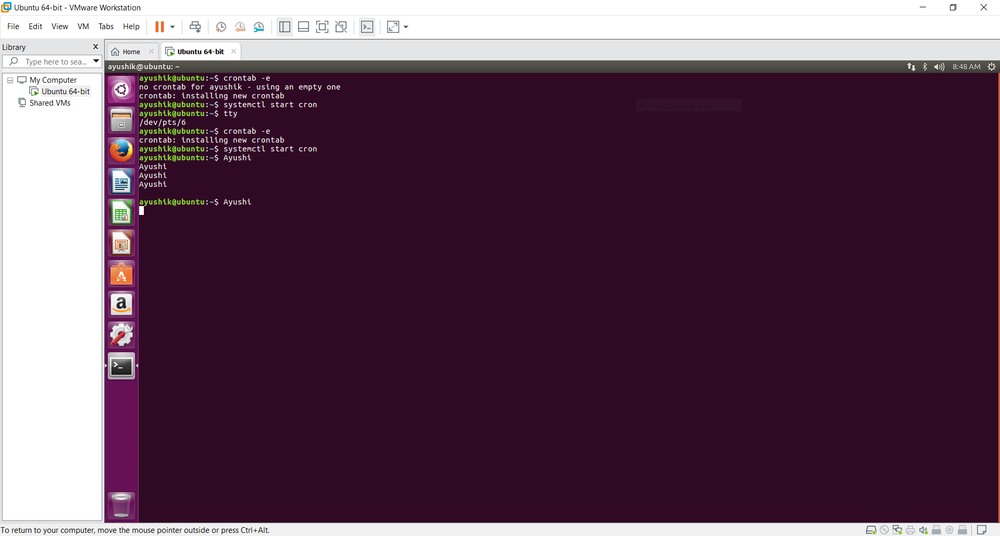 Ubuntu 64-bit - VMware Workstation
File Edit View VM Tabs Help
Library
Type here to sea...
My Computer
Ubuntu 64-bit
Shared VMs
Home
Ubuntu 64-bit
ayushik@ubuntu: ~
8:48 AM
ayushik@ubuntu:~$ crontab -e
no crontab for ayushik - using an empty one
crontab: installing new crontab
ayushik@ubuntu:~$ systemctl start cron
ayushik@ubuntu:~$ tty
/dev/pts/6
ayushik@ubuntu:~$ crontab -e
crontab: installing new crontab
ayushik@ubuntu:~$ systemctl start cron
ayushik@ubuntu:~$ Ayushi
Ayushi
Ayushi
Ayushi
ayushik@ubuntu:~$ Ayushi
Rectangular Snip
To return to your computer, move the mouse pointer outside or press Ctrl+Alt.